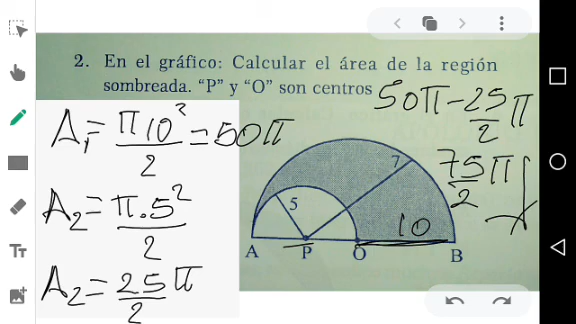 2. En el gráfico: Calcular el área de la región
sombreada. "P" y "O" son centros
50π-25/2 π
A₁=π10²/2=50π
75/2 π
A₂=π.5²/2
A₂=25/2 π
7
5
10
A P O B
Tт